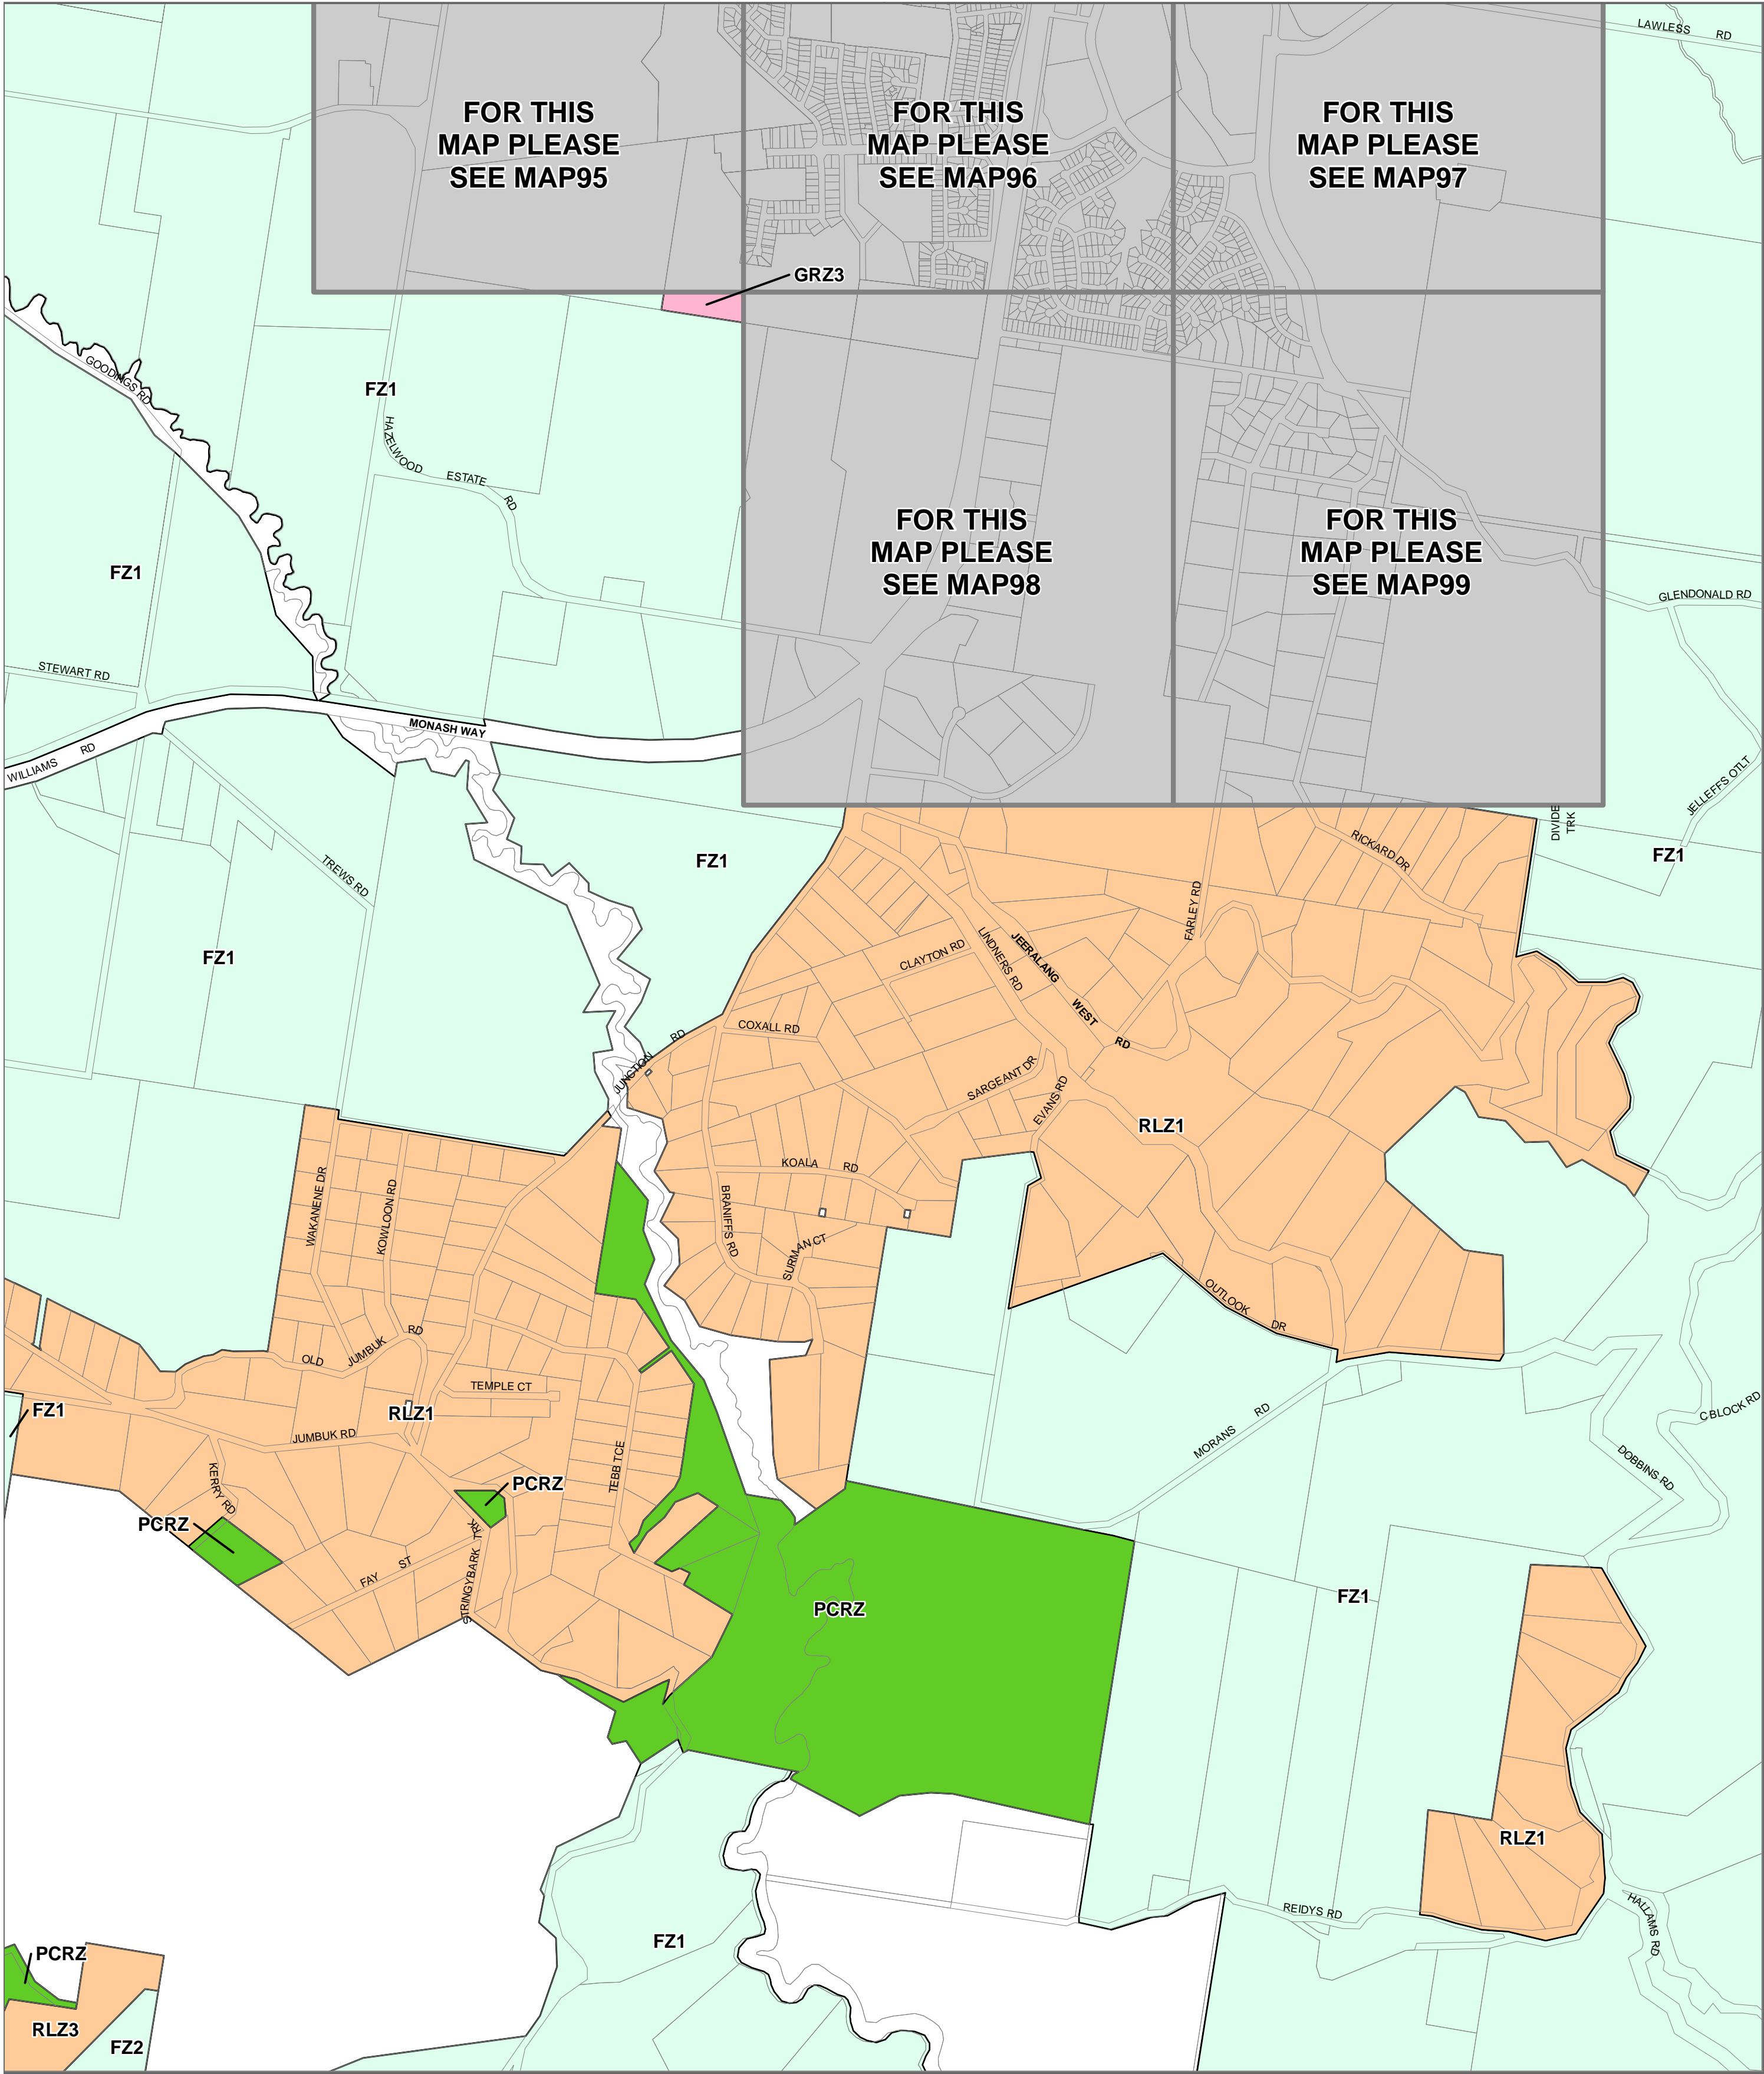 LAWLESS RD
FOR THIS
MAP PLEASE
SEE MAP95
FOR THIS
MAP PLEASE
SEE MAP96
FOR THIS
MAP PLEASE
SEE MAP97
GRZ3
GOODINGS RD
FZ1
HAZELWOOD
ESTATE
RD
FOR THIS
MAP PLEASE
SEE MAP98
FOR THIS
MAP PLEASE
SEE MAP99
FZ1
GLENDONALD RD
STEWART RD
MONASH WAY
WILLIAMS RD
JELLEFFS OTLT
DIVIDE
TRK
RICKARD DR
FZ1
FZ1
TREWS RD
FARLEY RD
FZ1
CLAYTON RD
LINDNERS RD
JEERALANG
WEST
RD
COXALL RD
JUNCTION RD
SARGEANT DR
EVANS RD
RLZ1
KOALA RD
WAKANENE DR
KOWLOON RD
BRANIFFS RD
SURMAN CT
OUTLOOK
DR
OLD
JUMBUK
RD
TEMPLE CT
FZ1
RLZ1
C BLOCK RD
MORANS RD
JUMBUK RD
DOBBINS RD
KERRY RD
TEBB TCE
PCRZ
PCRZ
STRINGYBARK TRK
FAY ST
PCRZ
FZ1
RLZ1
REIDYS RD
HALLAMS RD
FZ1
PCRZ
RLZ3
FZ2